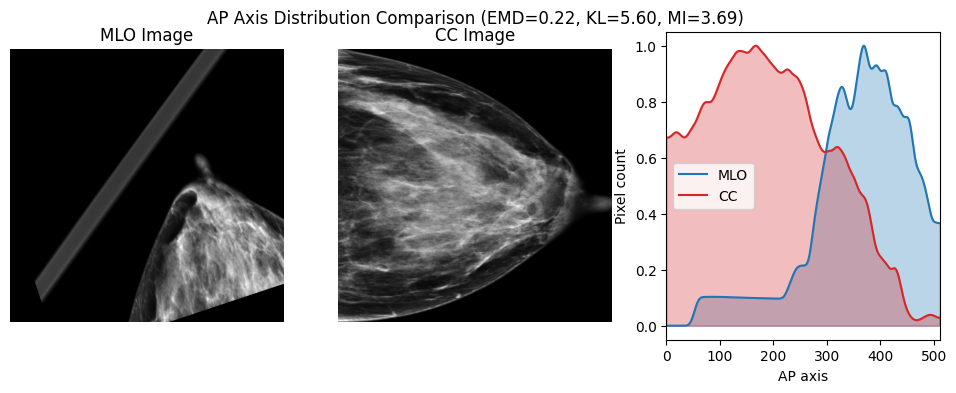 AP Axis Distribution Comparison (EMD=0.22, KL=5.60, MI=3.69)
MLO Image
CC Image
1.0
0.8
0.6
0.4
0.2
0.0
Pixel count
MLO
CC
0 100 200 300 400 500
AP axis